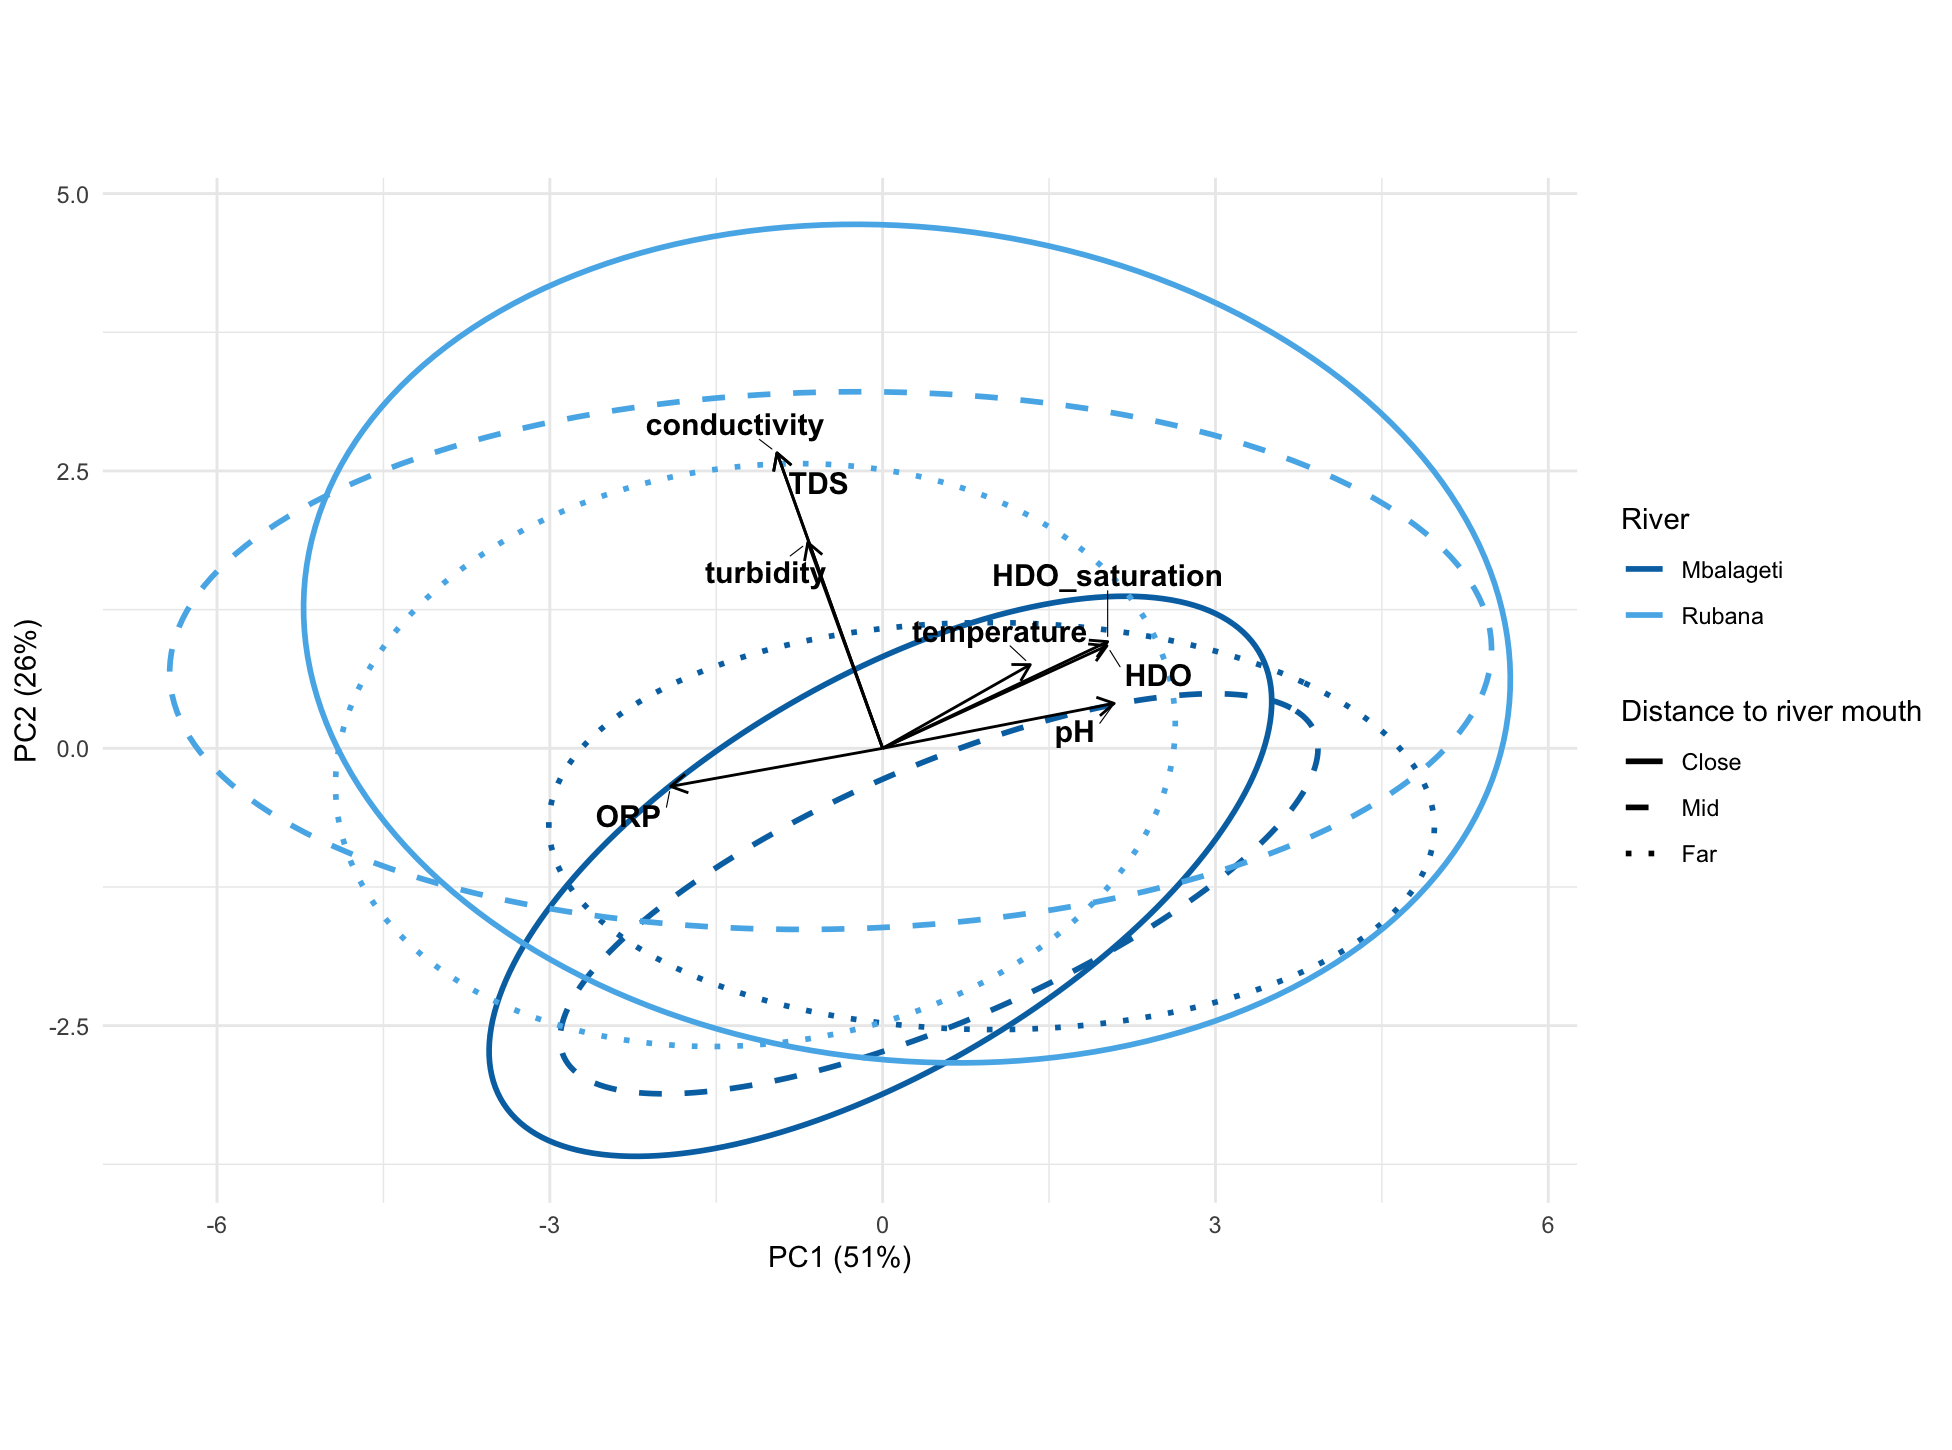 5.0
2.5
0.0
-2.5
PC2 (26%)
conductivity
TDS
turbidity
HDO_saturation
temperature
HDO
pH
ORP
-6
-3
0
3
6
PC1 (51%)
River
Mbalageti
Rubana
Distance to river mouth
Close
Mid
Far